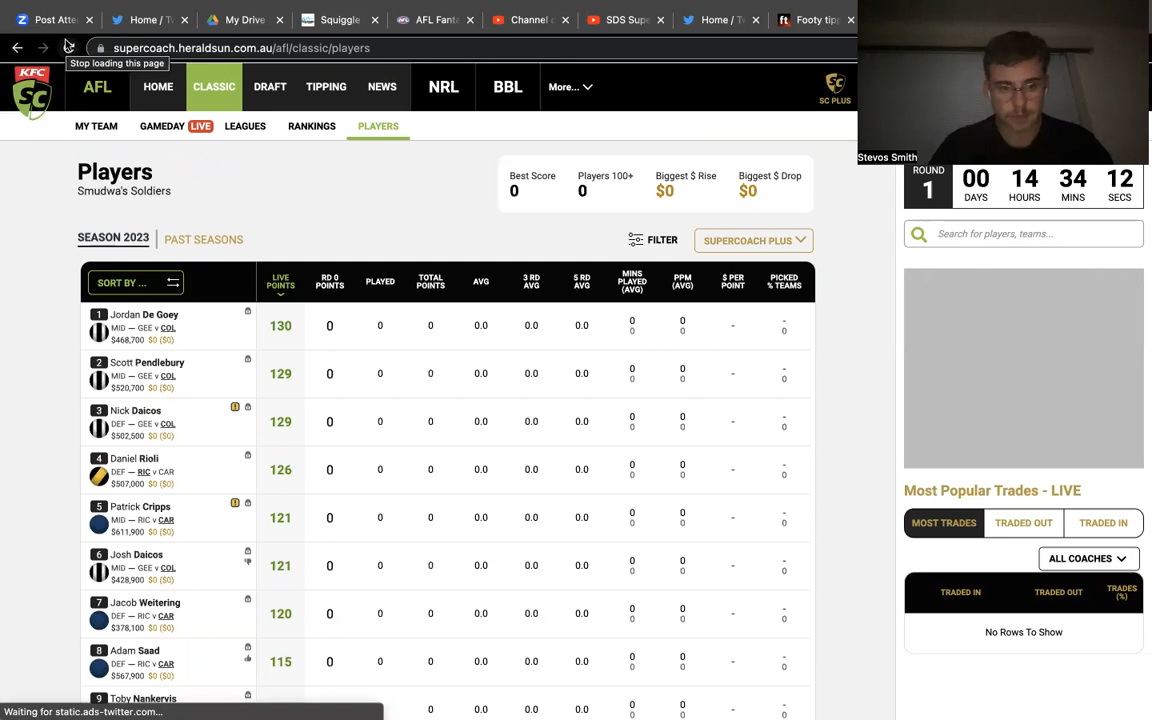 Post Atte
Home / Tw
My Drive
Squiggle
AFL Fanta
Channel c
SDS Supe
Home / Tw
Footy tip
supercoach.heraldsun.com.au/afl/classic/players
Stop loading this page
KFC
SC
AFL
HOME
CLASSIC
DRAFT
TIPPING
NEWS
NRL
BBL
More...
SC PLUS
MY TEAM
GAMEDAY LIVE
LEAGUES
RANKINGS
PLAYERS
Stevos Smith
Players
Smudwa's Soldiers
Best Score
0
Players 100+
0
Biggest $ Rise
$0
Biggest $ Drop
$0
ROUND
1
00
DAYS
14
HOURS
34
MINS
12
SECS
SEASON 2023
PAST SEASONS
FILTER
SUPERCOACH PLUS
Search for players, teams...
SORT BY ...
LIVE POINTS
RD 0 POINTS
PLAYED
TOTAL POINTS
AVG
3 RD AVG
5 RD AVG
MINS PLAYED (AVG)
PPM (AVG)
$ PER POINT
PICKED % TEAMS
1 Jordan De Goey
MID — GEE v COL
$468,700 $0 ($0)
130 0 0 0 0.0 0.0 0.0 0 0 - -
0 0 0
2 Scott Pendlebury
MID — GEE v COL
$520,700 $0 ($0)
129 0 0 0 0.0 0.0 0.0 0 0 - -
0 0 0
3 Nick Daicos
DEF — GEE v COL
$502,500 $0 ($0)
129 0 0 0 0.0 0.0 0.0 0 0 - -
0 0 0
4 Daniel Rioli
DEF — RIC v CAR
$507,000 $0 ($0)
126 0 0 0 0.0 0.0 0.0 0 0 - -
0 0 0
5 Patrick Cripps
MID — RIC v CAR
$611,900 $0 ($0)
121 0 0 0 0.0 0.0 0.0 0 0 - -
0 0 0
6 Josh Daicos
MID — GEE v COL
$428,900 $0 ($0)
121 0 0 0 0.0 0.0 0.0 0 0 - -
0 0 0
7 Jacob Weitering
DEF — RIC v CAR
$378,100 $0 ($0)
120 0 0 0 0.0 0.0 0.0 0 0 - -
0 0 0
8 Adam Saad
DEF — RIC v CAR
$567,900 $0 ($0)
115 0 0 0 0.0 0.0 0.0 0 0 - -
0 0 0
9 Toby Nankervis
0 0.0 0.0 0.0 0 0 - -
Waiting for static.ads-twitter.com...
Most Popular Trades - LIVE
MOST TRADES
TRADED OUT
TRADED IN
ALL COACHES
TRADED IN
TRADED OUT
TRADES (%)
No Rows To Show